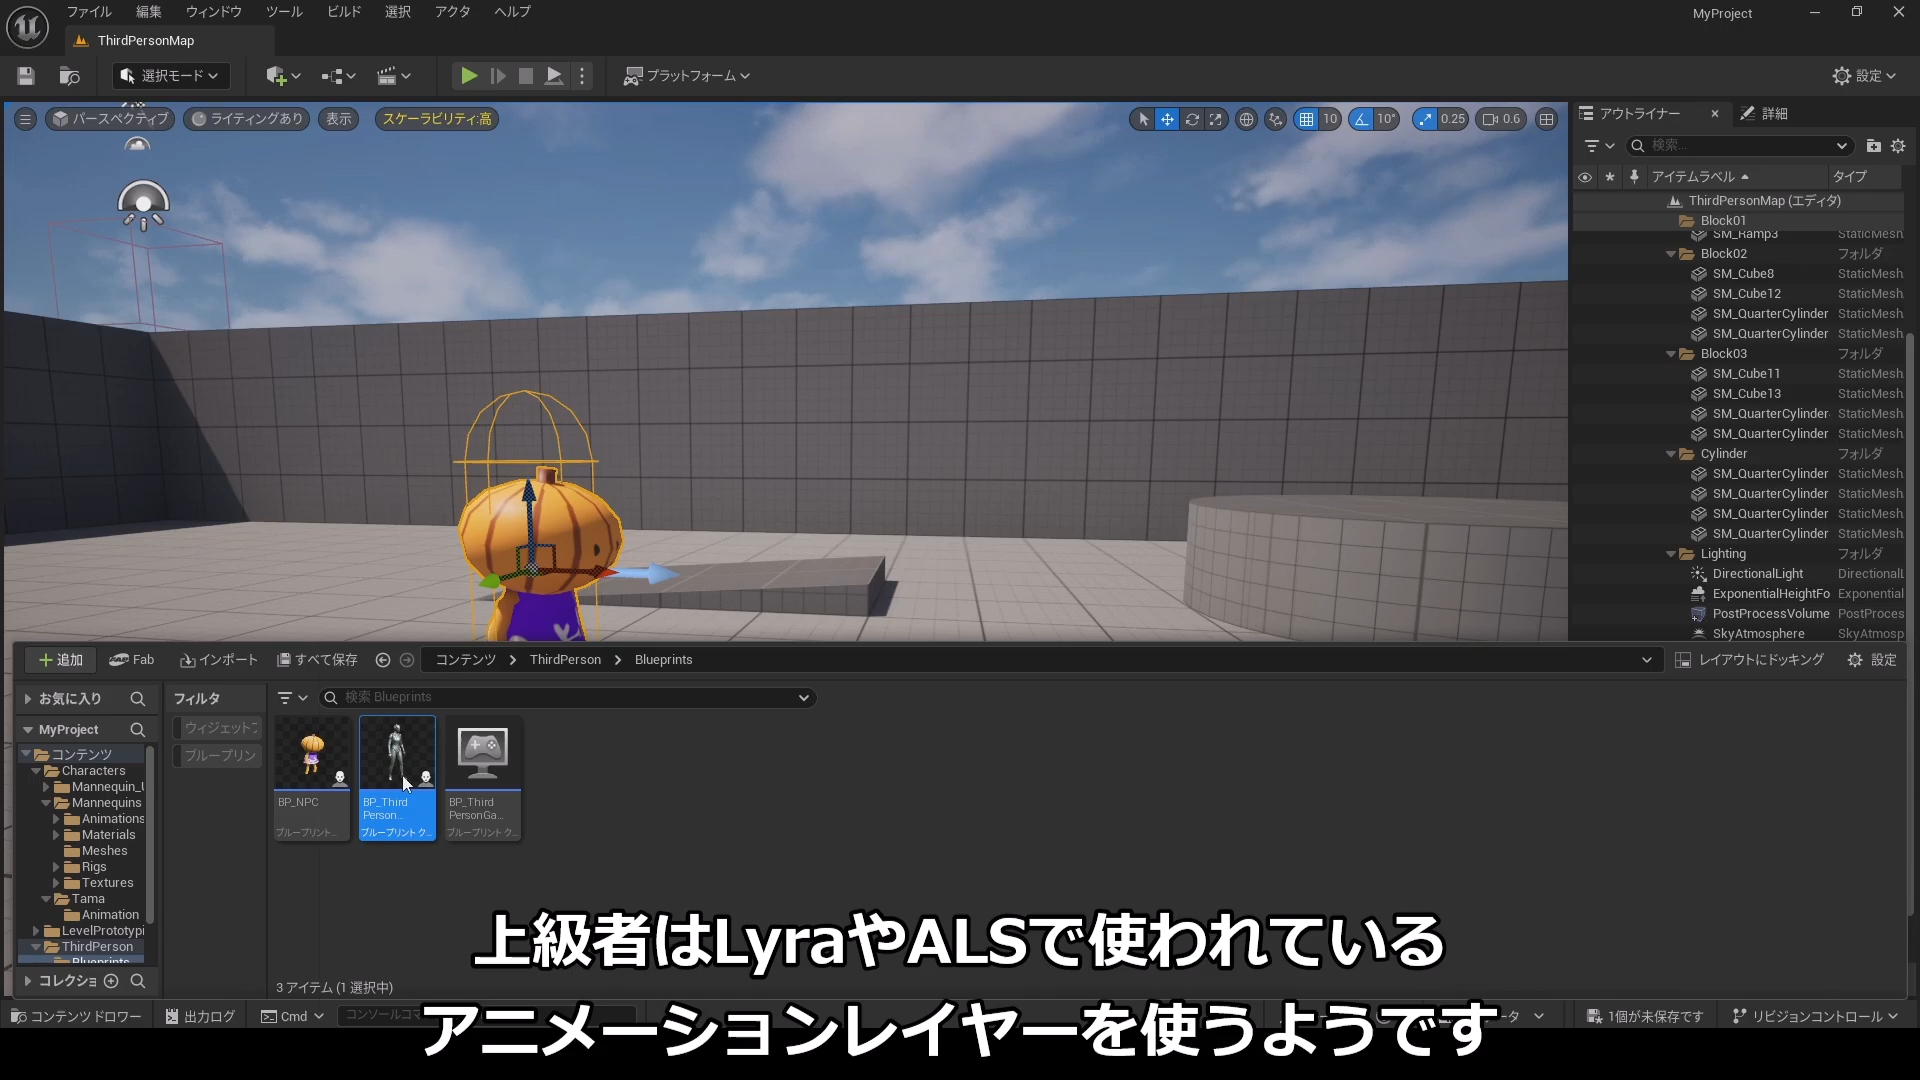 ファイル 編集 ウィンドウ ツール ビルド 選択 アクタ ヘルプ
MyProject
ThirdPersonMap
選択モード
プラットフォーム
設定
パースペクティブ
ライティングあり
表示
スケーラビリティ:高
10
10°
0.25
0.6
アウトライナー
詳細
検索...
アイテムラベル
タイプ
ThirdPersonMap (エディタ)
Block01
SM_Ramp3 StaticMesh
Block02 フォルダ
SM_Cube8 StaticMesh
SM_Cube12 StaticMesh
SM_QuarterCylinder StaticMesh
SM_QuarterCylinder StaticMesh
Block03 フォルダ
SM_Cube11 StaticMesh
SM_Cube13 StaticMesh
SM_QuarterCylinder StaticMesh
SM_QuarterCylinder StaticMesh
Cylinder フォルダ
SM_QuarterCylinder StaticMesh
SM_QuarterCylinder StaticMesh
SM_QuarterCylinder StaticMesh
SM_QuarterCylinder StaticMesh
Lighting フォルダ
DirectionalLight DirectionalL
ExponentialHeightFo Exponential
PostProcessVolume PostProces
SkyAtmosphere SkyAtmosp
追加
Fab
インポート
すべて保存
コンテンツ > ThirdPerson > Blueprints
レイアウトにドッキング
設定
お気に入り
MyProject
コンテンツ
Characters
Mannequin_U
Mannequins
Animations
Materials
Meshes
Rigs
Textures
Tama
Animation
LevelPrototypi
ThirdPerson
Blueprints
コレクショ
フィルタ
ウィジェットフ
ブループリン
検索 Blueprints
BP_NPC
ブループリント...
BP_Third
Person...
ブループリント ク...
BP_Third
PersonGa...
ブループリント ク...
3 アイテム (1 選択中)
上級者はLyraやALSで使われている
アニメーションレイヤーを使うようです
コンテンツ ドロワー
出力ログ
Cmd
コンソールコマ
1個が未保存です
リビジョンコントロール